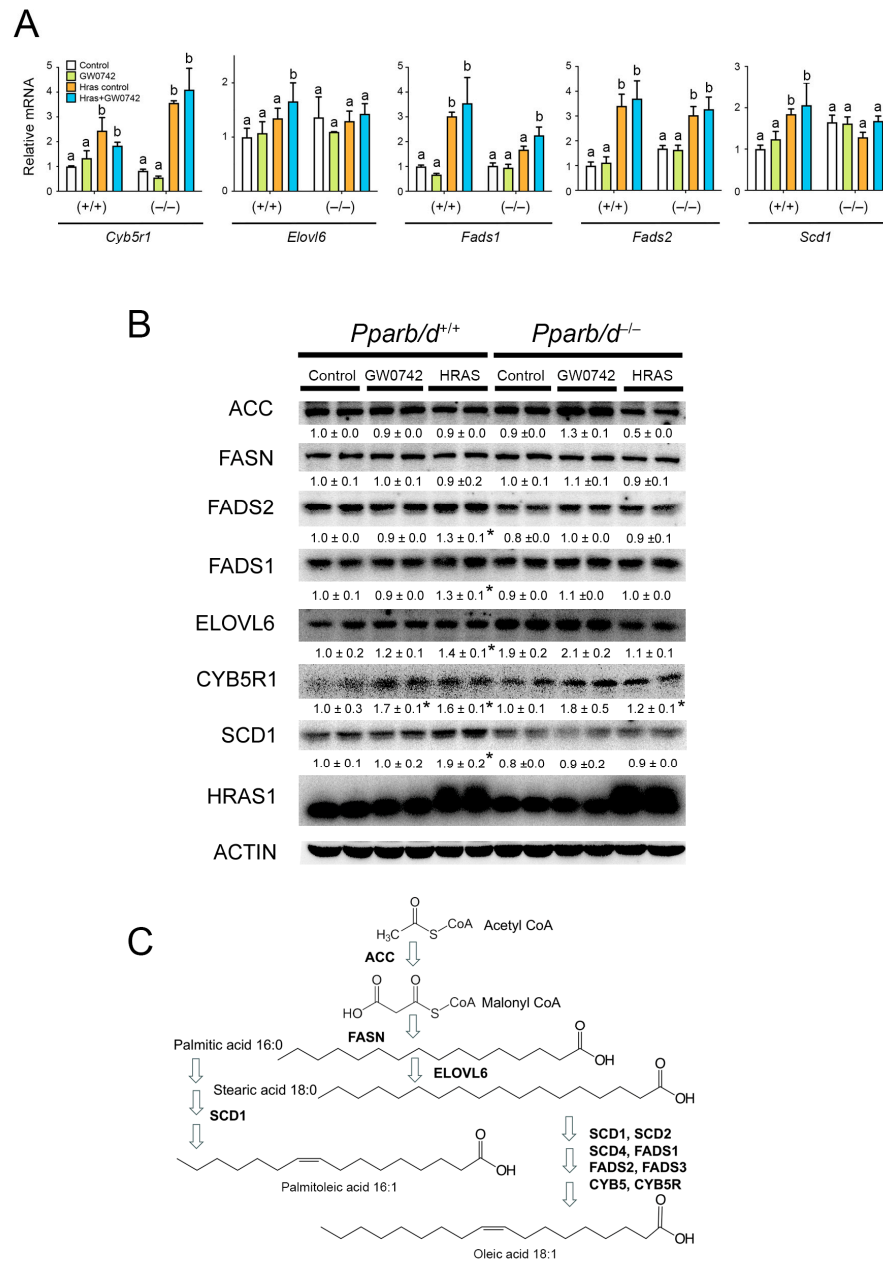 A
Relative mRNA
Control
GW0742
Hras control
Hras+GW0742
5
4
3
2
1
0
a a b b a a b b
(+/+) (–/–)
Cyb5r1
2
1
0
a a a b a a a a
(+/+) (–/–)
Elovl6
5
4
3
2
1
0
a a b b a a a b
(+/+) (–/–)
Fads1
5
4
3
2
1
0
a a b b a a b b
(+/+) (–/–)
Fads2
3
2
1
0
a a b b a a a a
(+/+) (–/–)
Scd1
B
Pparb/d+/+ Pparb/d–/–
Control GW0742 HRAS Control GW0742 HRAS
ACC
1.0 ± 0.0 0.9 ± 0.0 0.9 ± 0.0 0.9 ±0.0 1.3 ± 0.1 0.5 ± 0.0
FASN
1.0 ± 0.1 1.0 ± 0.1 0.9 ±0.2 1.0 ± 0.1 1.1 ±0.1 0.9 ±0.1
FADS2
1.0 ± 0.0 0.9 ± 0.0 1.3 ± 0.1 * 0.8 ±0.0 1.0 ± 0.0 0.9 ±0.1
FADS1
1.0 ± 0.1 0.9 ± 0.0 1.3 ± 0.1 * 0.9 ± 0.0 1.1 ±0.0 1.0 ± 0.0
ELOVL6
1.0 ± 0.2 1.2 ± 0.1 1.4 ± 0.1 * 1.9 ± 0.2 2.1 ± 0.2 1.1 ± 0.1
CYB5R1
1.0 ± 0.3 1.7 ± 0.1 * 1.6 ± 0.1 * 1.0 ± 0.1 1.8 ± 0.5 1.2 ± 0.1 *
SCD1
1.0 ± 0.1 1.0 ± 0.2 1.9 ± 0.2 * 0.8 ±0.0 0.9 ±0.2 0.9 ± 0.0
HRAS1
ACTIN
C
O
H3C S CoA Acetyl CoA
ACC
O O
HO S CoA Malonyl CoA
FASN
Palmitic acid 16:0
O
OH
ELOVL6
Stearic acid 18:0
O
OH
SCD1
SCD1, SCD2
SCD4, FADS1
FADS2, FADS3
CYB5, CYB5R
O
OH
Palmitoleic acid 16:1
O
OH
Oleic acid 18:1